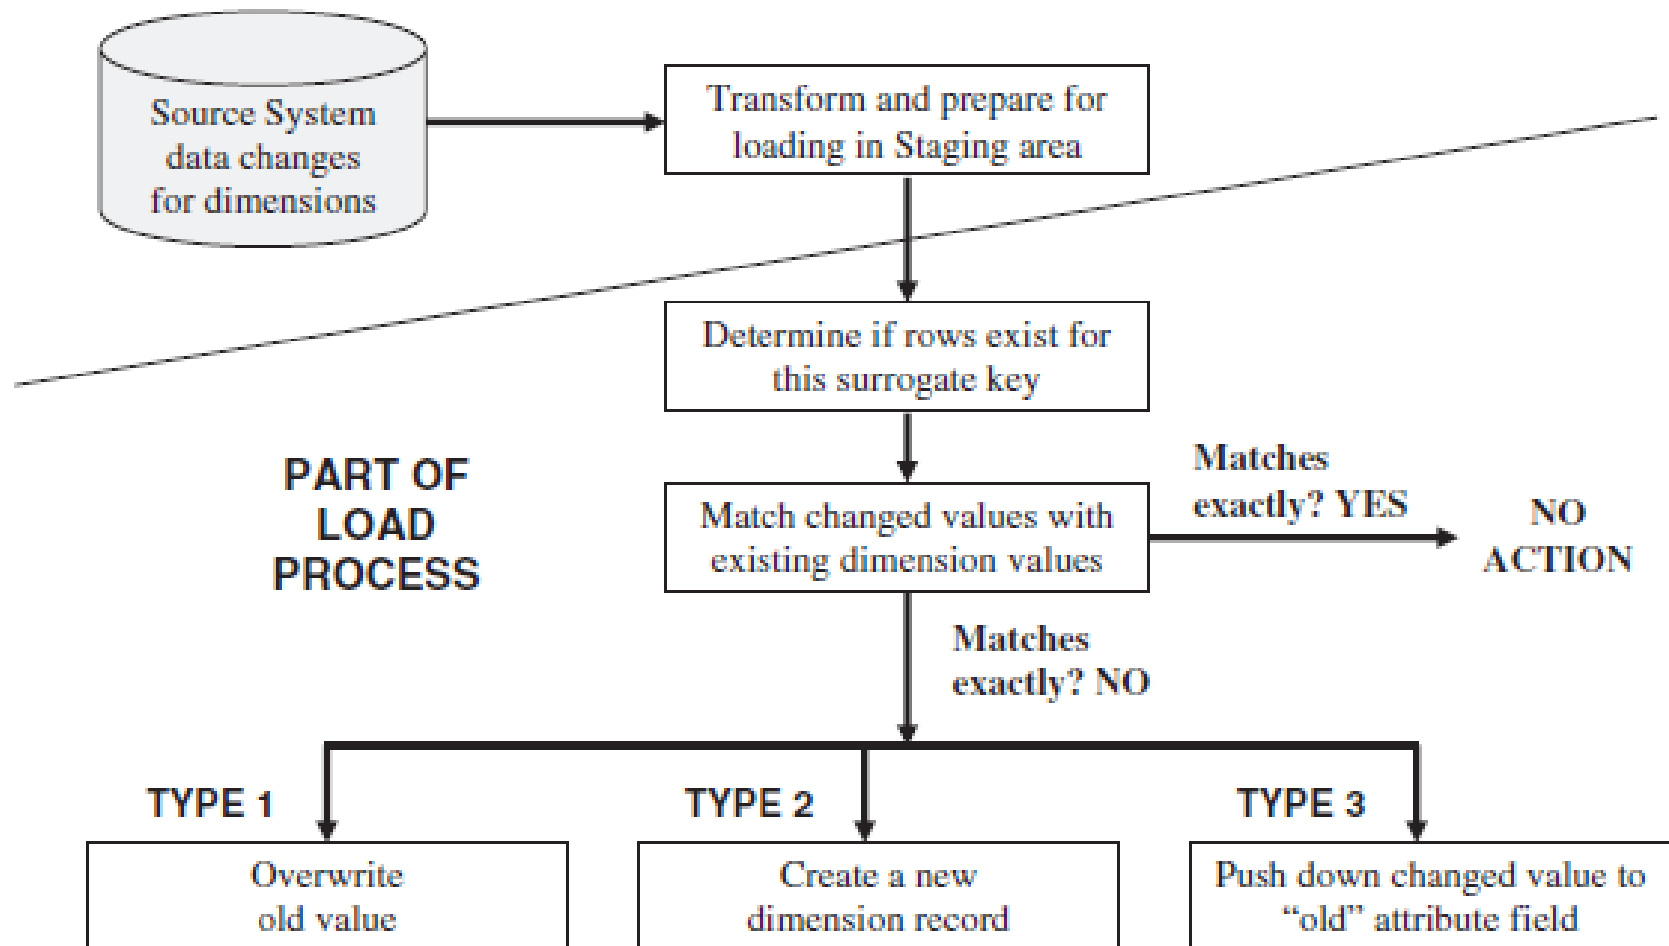 Source System
data changes
for dimensions
Transform and prepare for
loading in Staging area
Determine if rows exist for
this surrogate key
PART OF
LOAD
PROCESS
Match changed values with
existing dimension values
Matches
exactly? YES
NO
ACTION
Matches
exactly? NO
TYPE 1
Overwrite
old value
TYPE 2
Create a new
dimension record
TYPE 3
Push down changed value to
“old” attribute field